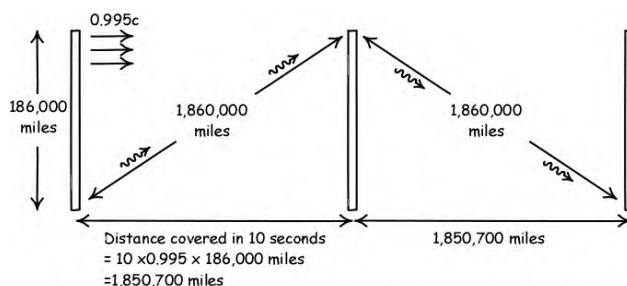 0.995c
186,000
miles
1,860,000
miles
1,860,000
miles
Distance covered in 10 seconds
= 10 x0.995 x 186,000 miles
=1,850,700 miles
1,850,700 miles